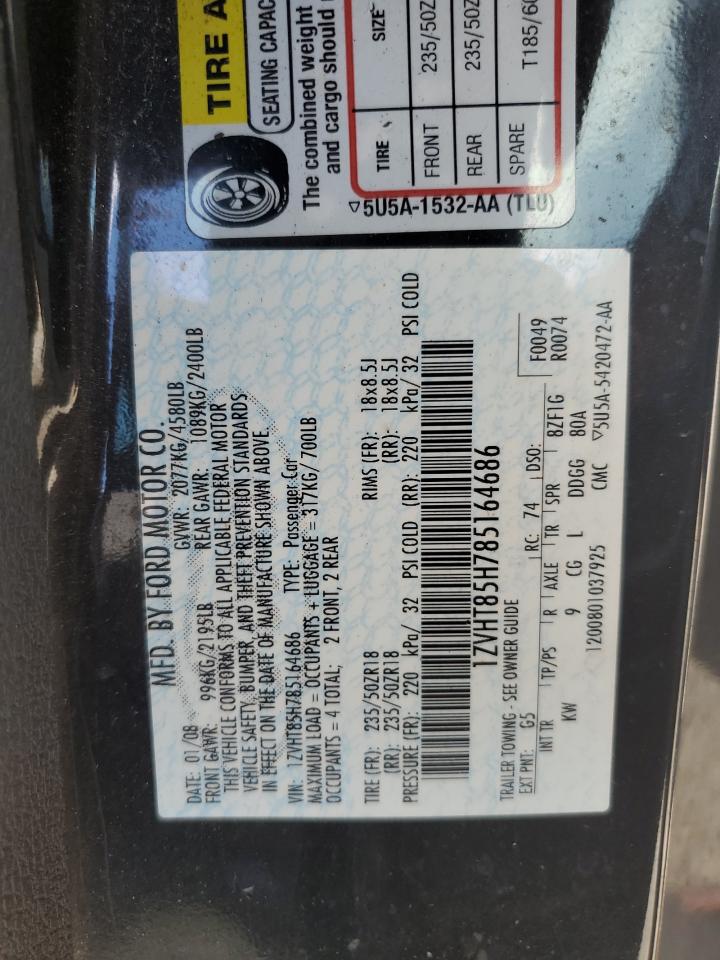 TIRE A
SEATING CAPAC
The combined weight
and cargo should
TIRE SIZE
FRONT 235/50Z
REAR 235/50Z
SPARE T185/60
▽5U5A-1532-AA (TLU)
MFD. BY FORD MOTOR CO.
DATE: 01/08 GVWR: 2077KG/4580LB
FRONT GAWR: 996KG/2195LB REAR GAWR: 1089KG/2400LB
THIS VEHICLE CONFORMS TO ALL APPLICABLE FEDERAL MOTOR
VEHICLE SAFETY, BUMPER, AND THEFT PREVENTION STANDARDS
IN EFFECT ON THE DATE OF MANUFACTURE SHOWN ABOVE.
VIN: 1ZVHT85H785164686 TYPE: Passenger Car
MAXIMUM LOAD = OCCUPANTS + LUGGAGE = 317KG/ 700LB
OCCUPANTS = 4 TOTAL; 2 FRONT, 2 REAR
TIRE (FR): 235/50ZR18 RIMS (FR): 18x8.5J
(RR): 235/50ZR18 (RR): 18x8.5J
PRESSURE (FR): 220 kPa/ 32 PSI COLD (RR): 220 kPa/ 32 PSI COLD
1ZVHT85H785164686
TRAILER TOWING - SEE OWNER GUIDE
EXT PNT: G5 RC: 74 DSO: F0049
R0074
INT TR TP/PS R AXLE TR SPR 8ZF1G
KW 9 CG L DDGG 80A
1200801037925 CMC ▽5U5A-5420472-AA